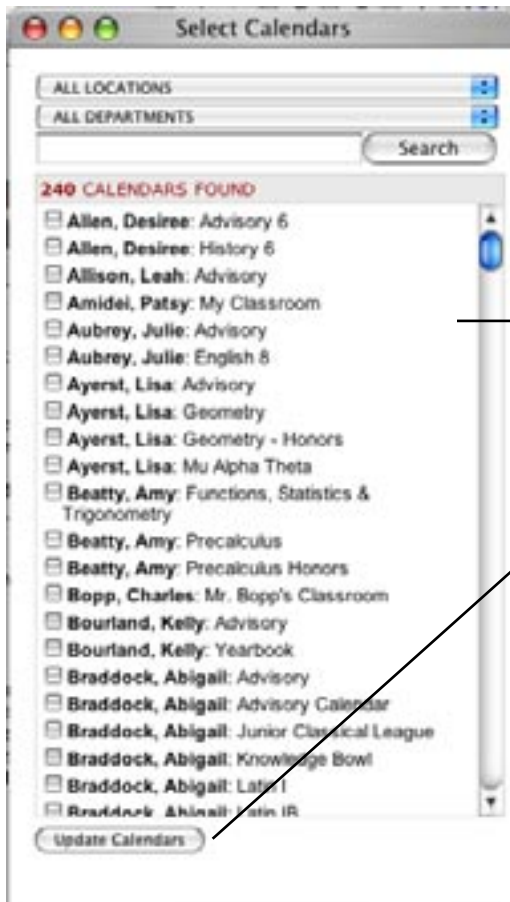 Select Calendars
ALL LOCATIONS
ALL DEPARTMENTS
Search
240 CALENDARS FOUND
Allen, Desiree: Advisory 6
Allen, Desiree: History 6
Allison, Leah: Advisory
Amidei, Patsy: My Classroom
Aubrey, Julie: Advisory
Aubrey, Julie: English 8
Ayerst, Lisa: Advisory
Ayerst, Lisa: Geometry
Ayerst, Lisa: Geometry - Honors
Ayerst, Lisa: Mu Alpha Theta
Beatty, Amy: Functions, Statistics &
Trigonometry
Beatty, Amy: Precalculus
Beatty, Amy: Precalculus Honors
Bopp, Charles: Mr. Bopp's Classroom
Bourland, Kelly: Advisory
Bourland, Kelly: Yearbook
Braddock, Abigail: Advisory
Braddock, Abigail: Advisory Calendar
Braddock, Abigail: Junior Classical League
Braddock, Abigail: Knowledge Bowl
Braddock, Abigail: Latin I
Braddock, Abigail: Latin IB
Update Calendars